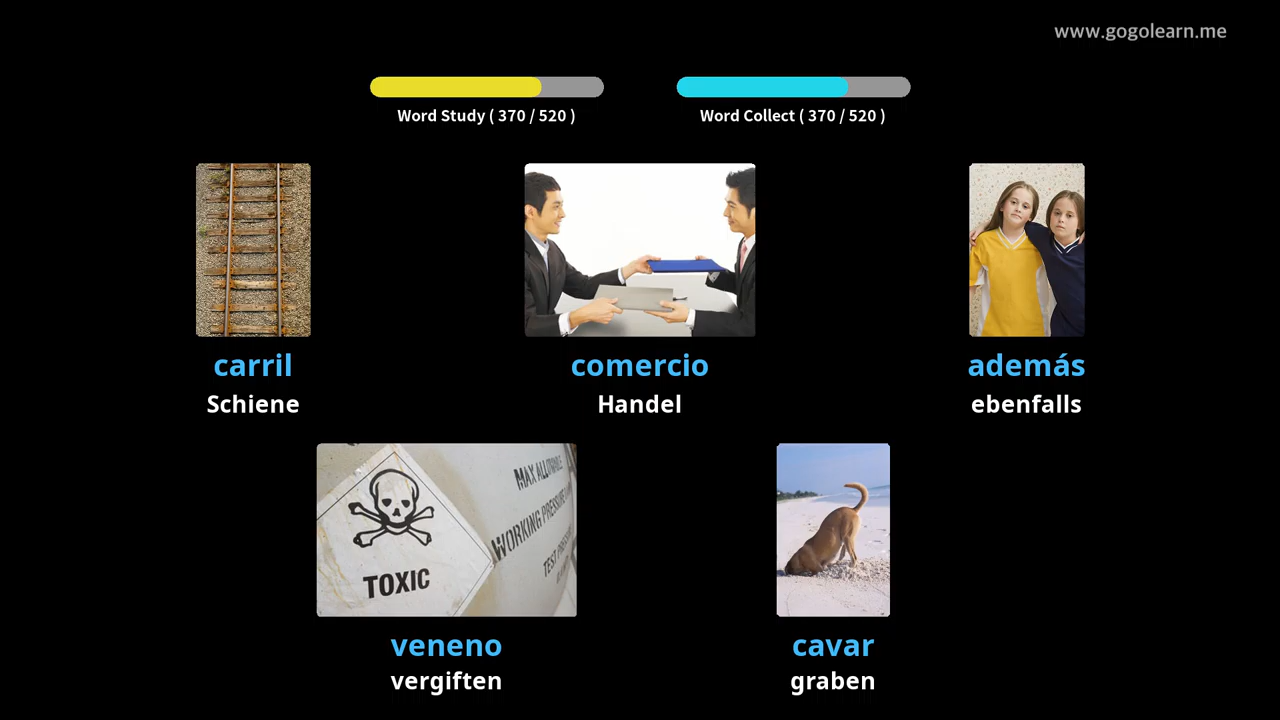 www.gogolearn.me
Word Study ( 370 / 520 )
Word Collect ( 370 / 520 )
carril
Schiene
comercio
Handel
además
ebenfalls
TOXIC
MAX ALLOWABLE
WORKING PRESSURE
TEST
veneno
vergiften
cavar
graben